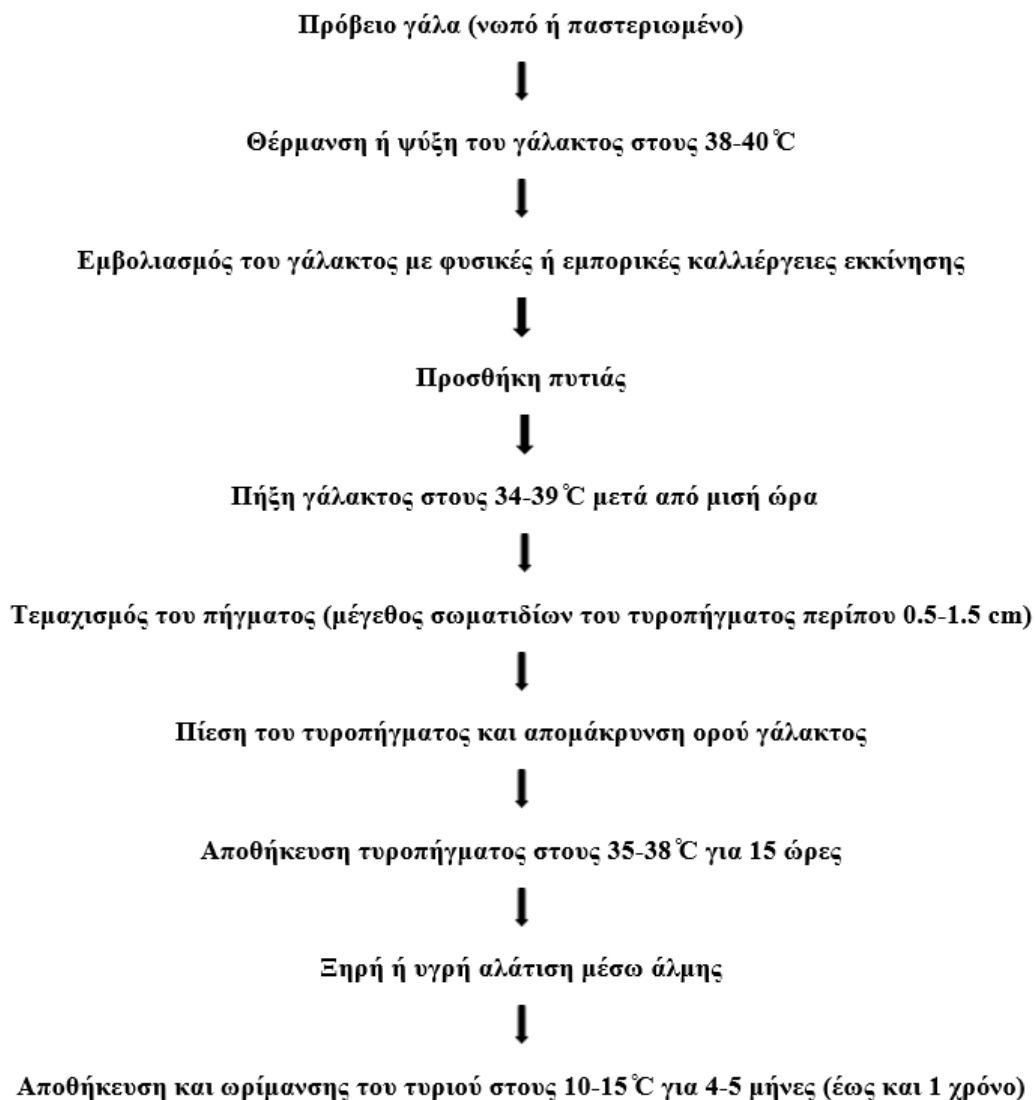 Πρόβειο γάλα (νωπό ή παστεριωμένο)
Θέρμανση ή ψύξη του γάλακτος στους 38-40 ℃
Εμβολιασμός του γάλακτος με φυσικές ή εμπορικές καλλιέργειες εκκίνησης
Προσθήκη πυτιάς
Πήξη γάλακτος στους 34-39 ℃ μετά από μισή ώρα
Τεμαχισμός του πήγματος (μέγεθος σωματιδίων του τυροπήγματος περίπου 0.5-1.5 cm)
Πίεση του τυροπήγματος και απομάκρυνση ορού γάλακτος
Αποθήκευση τυροπήγματος στους 35-38 ℃ για 15 ώρες
Ξηρή ή υγρή αλάτιση μέσω άλμης
Αποθήκευση και ωρίμανσης του τυριού στους 10-15 ℃ για 4-5 μήνες (έως και 1 χρόνο)